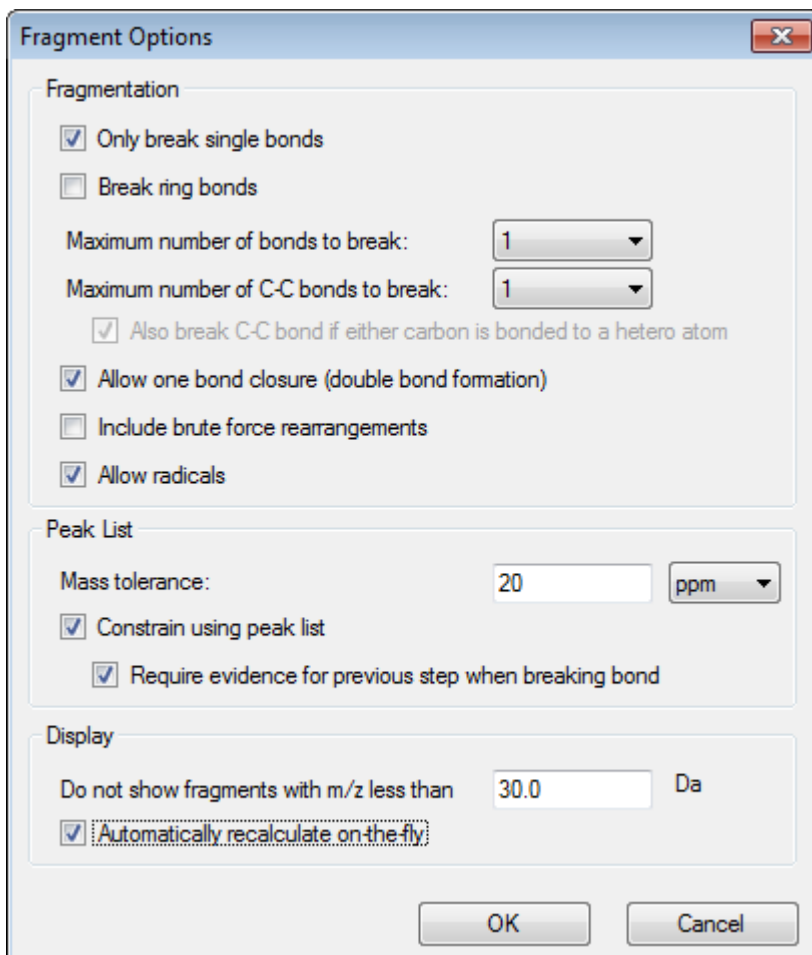 Fragment Options
Fragmentation
Only break single bonds
Break ring bonds
Maximum number of bonds to break: 1
Maximum number of C-C bonds to break: 1
Also break C-C bond if either carbon is bonded to a hetero atom
Allow one bond closure (double bond formation)
Include brute force rearrangements
Allow radicals
Peak List
Mass tolerance: 20 ppm
Constrain using peak list
Require evidence for previous step when breaking bond
Display
Do not show fragments with m/z less than 30.0 Da
Automatically recalculate on-the-fly
OK Cancel